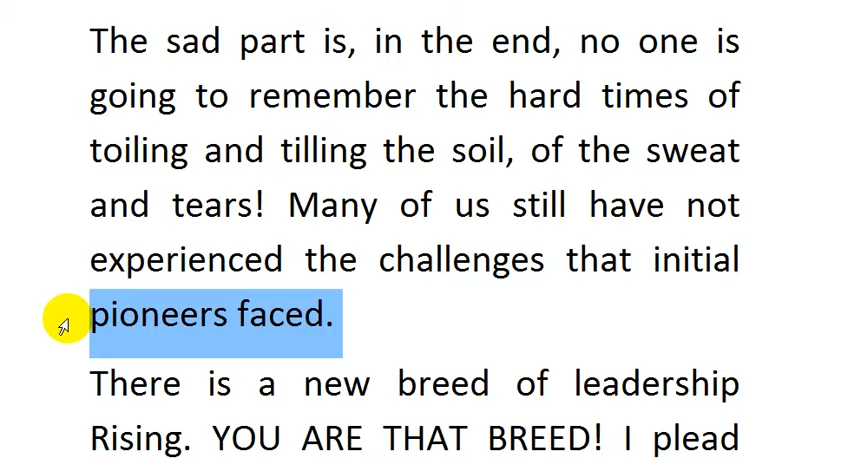 The sad part is, in the end, no one is
going to remember the hard times of
toiling and tilling the soil, of the sweat
and tears! Many of us still have not
experienced the challenges that initial
pioneers faced.
There is a new breed of leadership
Rising. YOU ARE THAT BREED! I plead